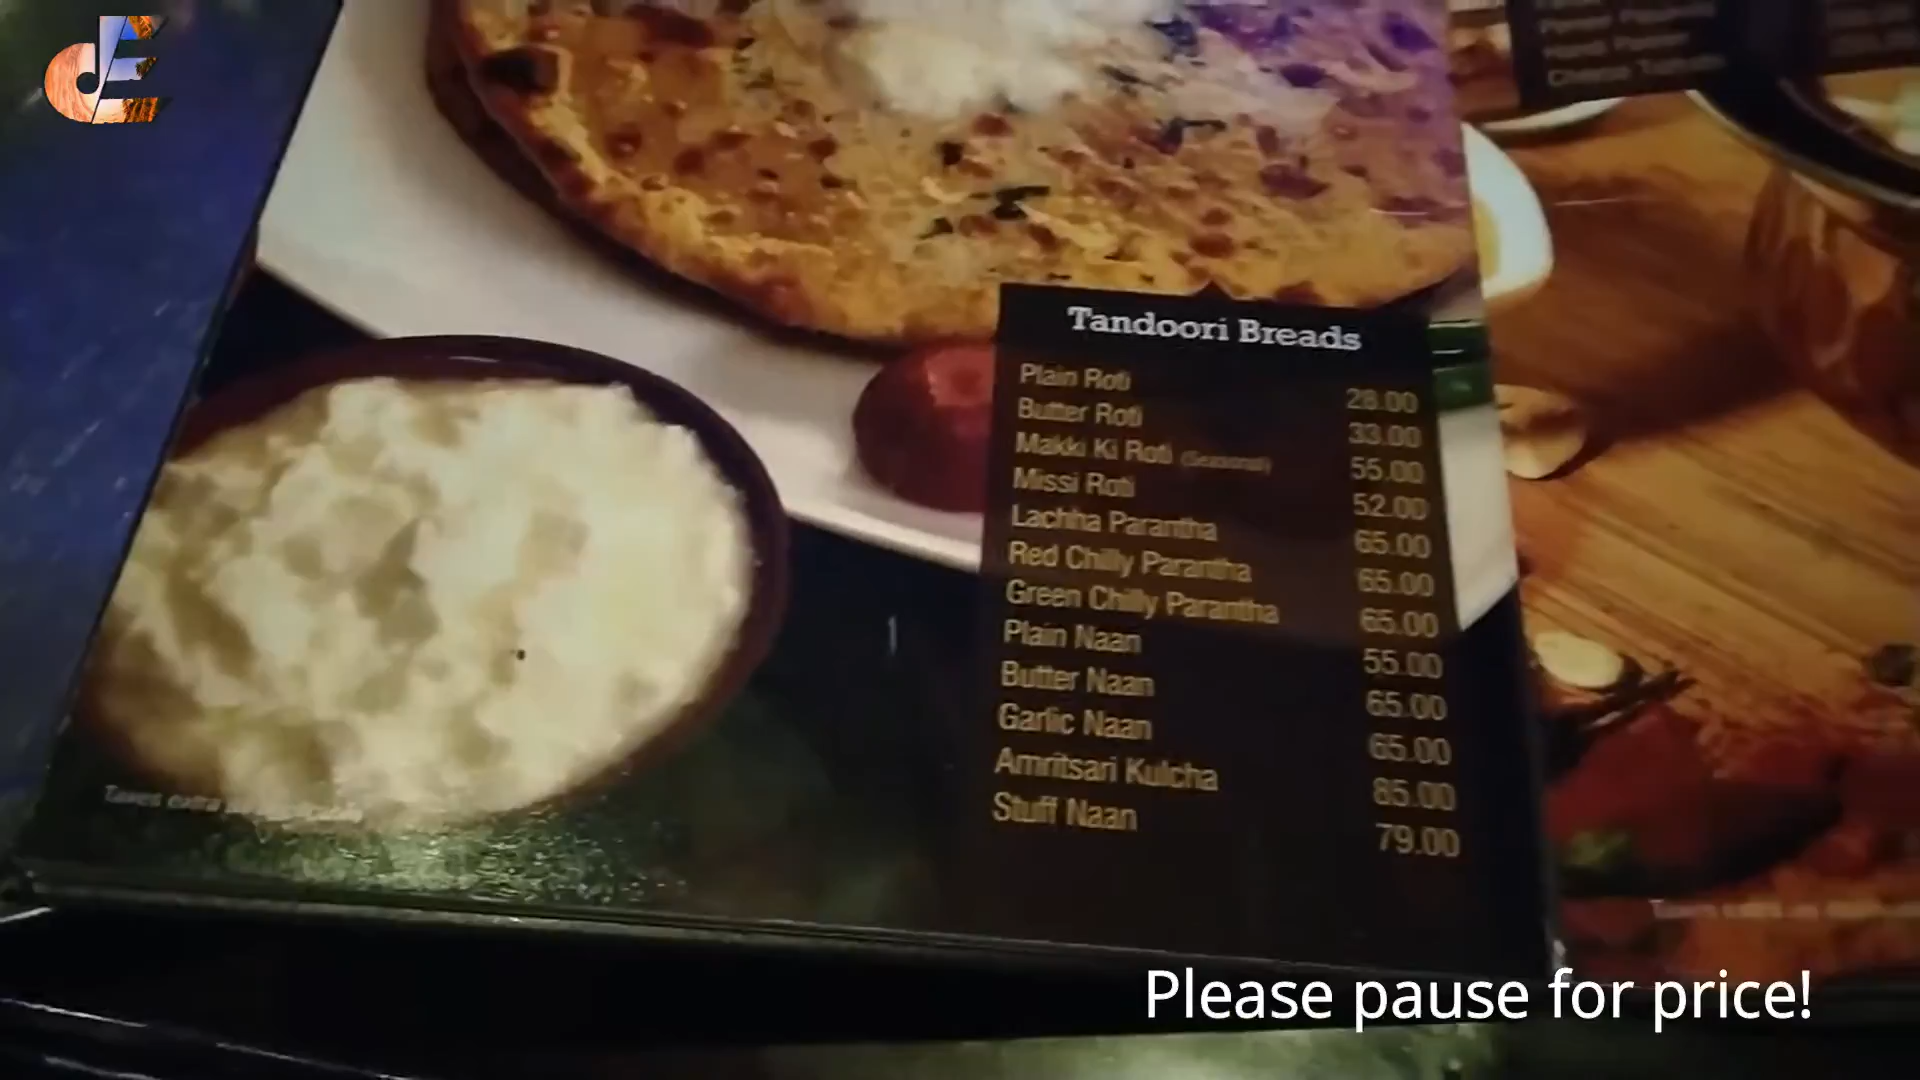 Tandoori Breads
Plain Roti 28.00
Butter Roti 33.00
Makki Ki Roti (Seasonal) 55.00
Missi Roti 52.00
Lachha Parantha 65.00
Red Chilly Parantha 65.00
Green Chilly Parantha 65.00
Plain Naan 55.00
Butter Naan 65.00
Garlic Naan 65.00
Amritsari Kulcha 85.00
Stuff Naan 79.00
Taxes extra
Please pause for price!